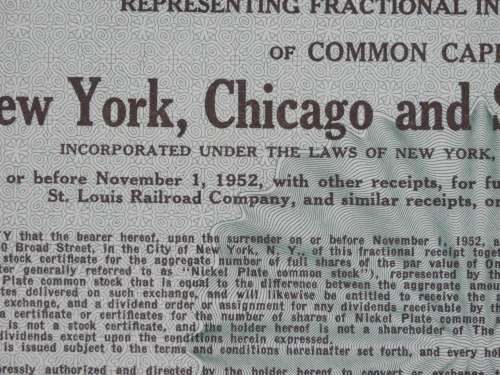 REPRESENTING FRACTIONAL IN
OF COMMON CAPI
ew York, Chicago and S
INCORPORATED UNDER THE LAWS OF NEW YORK,
or before November 1, 1952, with other receipts, for fu
St. Louis Railroad Company, and similar receipts, or
Y that the bearer hereof, upon the surrender on or before November 1, 1952, a
0 Broad Street, in the City of New York, N. Y., of this fractional receipt togeth
stock certificate for the aggregate number of full shares of the par value of On
ter generally referred to as "Nickel Plate common stock"), represented by the
Plate common stock that is equal to the difference between the aggregate amou
tes delivered on such exchange, and will likewise be entitled to receive the s
exchange, and a dividend order or assignment for any dividends receivable by th
a certificate or certificates for the number of shares of Nickel Plate common s
is not a stock certificate, and the holder hereof is not a shareholder of The
dividends except upon the conditions herein expressed.
is issued subject to the terms and conditions hereinafter set forth, and every hol
pressly authorized and directed by the holder hereof to convert or exchange